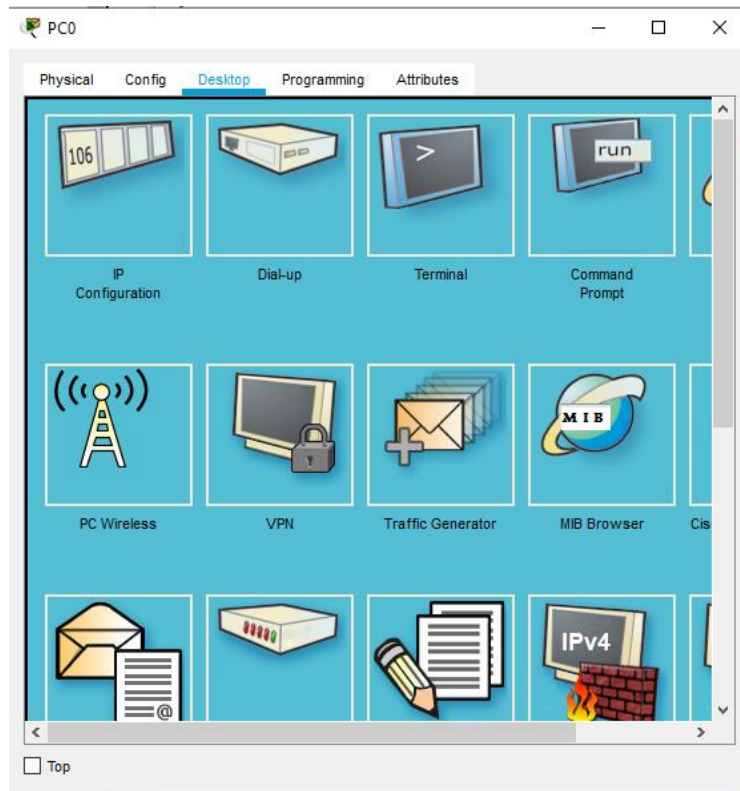 PC0
Physical Config Desktop Programming Attributes
106
>
run
IP
Configuration
Dial-up
Terminal
Command
Prompt
MIB
PC Wireless
VPN
Traffic Generator
MIB Browser
Cis
@
IPv4
Top